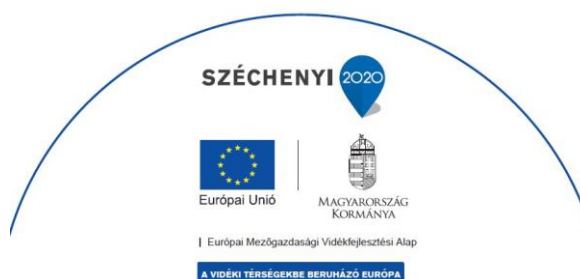 SZÉCHENYI 2020
Európai Unió
MAGYARORSZÁG
KORMÁNYA
Európai Mezőgazdasági Vidékfejlesztési Alap
A VIDÉKI TÉRSÉGEKBE BERUHÁZÓ EURÓPA